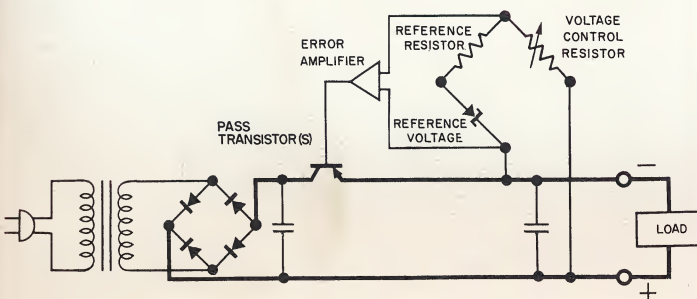 REFERENCE
RESISTOR
VOLTAGE
CONTROL
RESISTOR
ERROR
AMPLIFIER
REFERENCE
VOLTAGE
PASS
TRANSISTOR(S)
−
LOAD
+